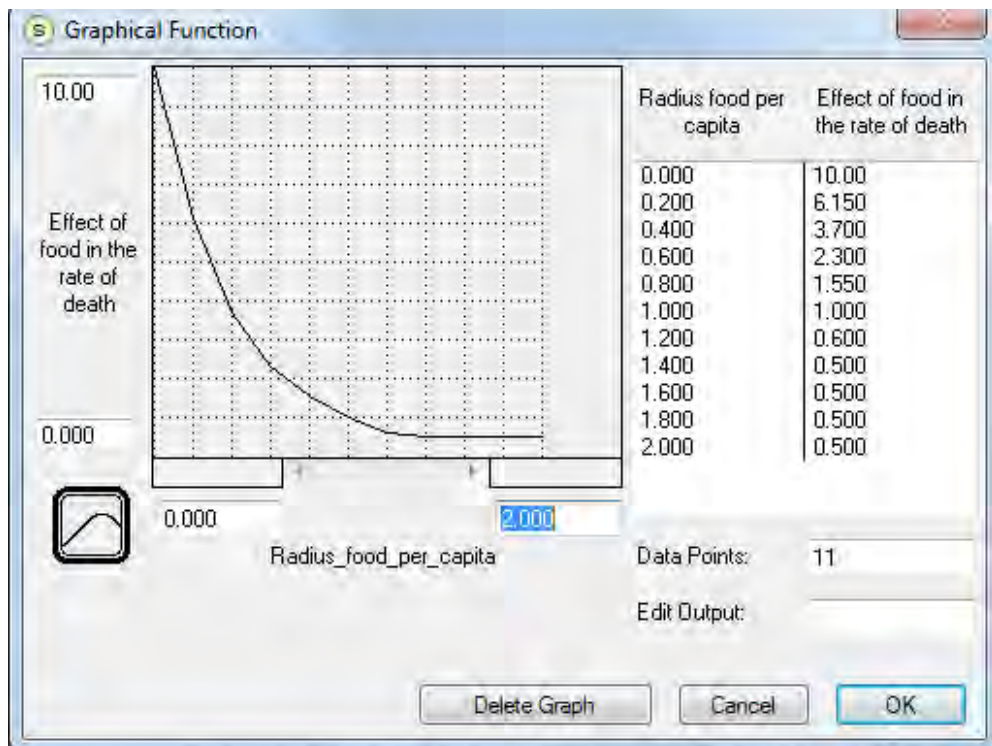 Graphical Function
10.00
Effect of
food in the
rate of
death
0.000
0.000
2.000
Radius_food_per_capita
Radius food per capita
Effect of food in the rate of death
0.000 10.00
0.200 6.150
0.400 3.700
0.600 2.300
0.800 1.550
1.000 1.000
1.200 0.600
1.400 0.500
1.600 0.500
1.800 0.500
2.000 0.500
Data Points: 11
Edit Output:
Delete Graph
Cancel
OK